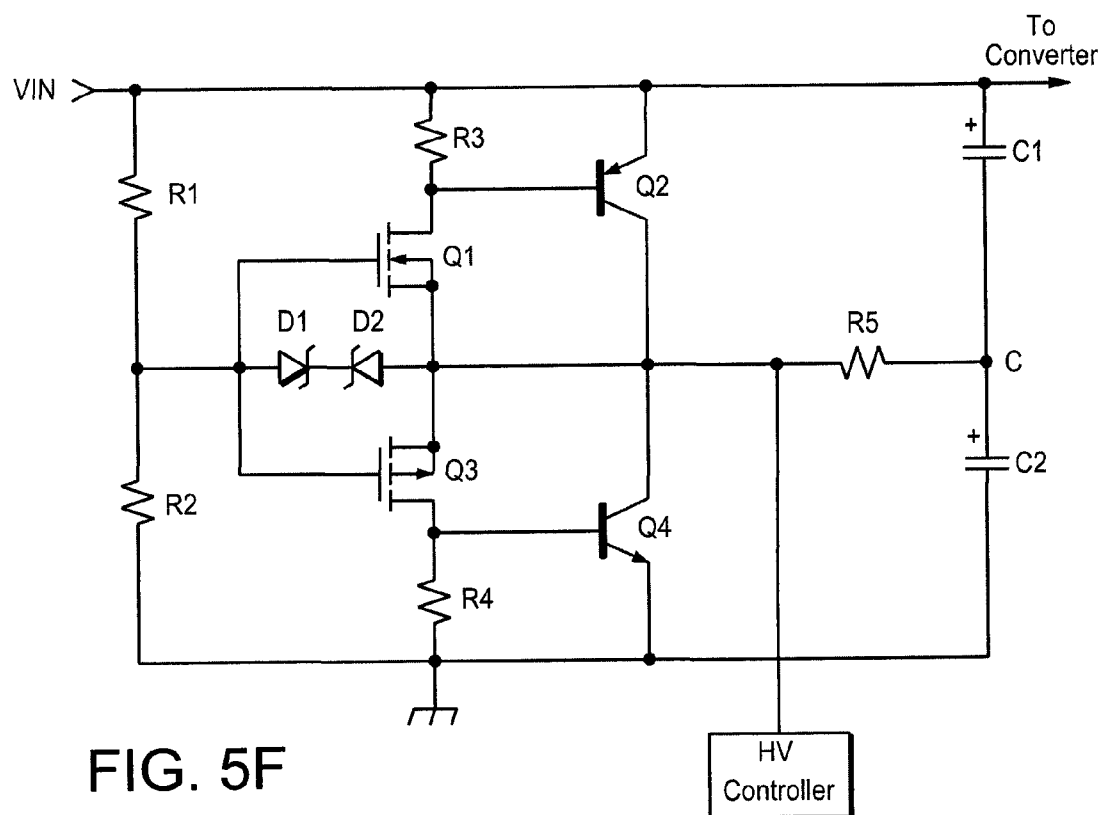 To
Converter
VIN
R3
+
C1
R1
Q2
Q1
D1
D2
R5
C
+
C2
Q3
R2
Q4
R4
HV
Controller
FIG. 5F